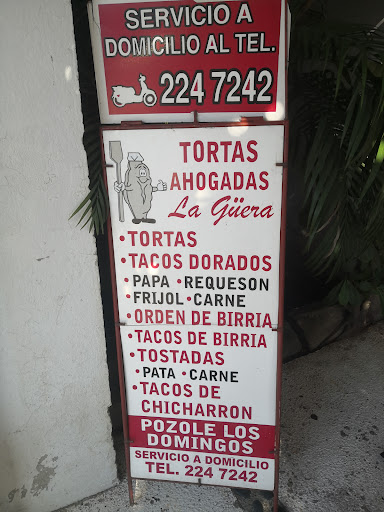 SERVICIO A
DOMICILIO AL TEL.
224 7242
TORTAS
AHOGADAS
La Güera
•TORTAS
•TACOS DORADOS
•PAPA •REQUESON
•FRIJOL •CARNE
•ORDEN DE BIRRIA
•TACOS DE BIRRIA
•TOSTADAS
•PATA •CARNE
•TACOS DE
CHICHARRON
POZOLE LOS
DOMINGOS
SERVICIO A DOMICILIO
TEL. 224 7242